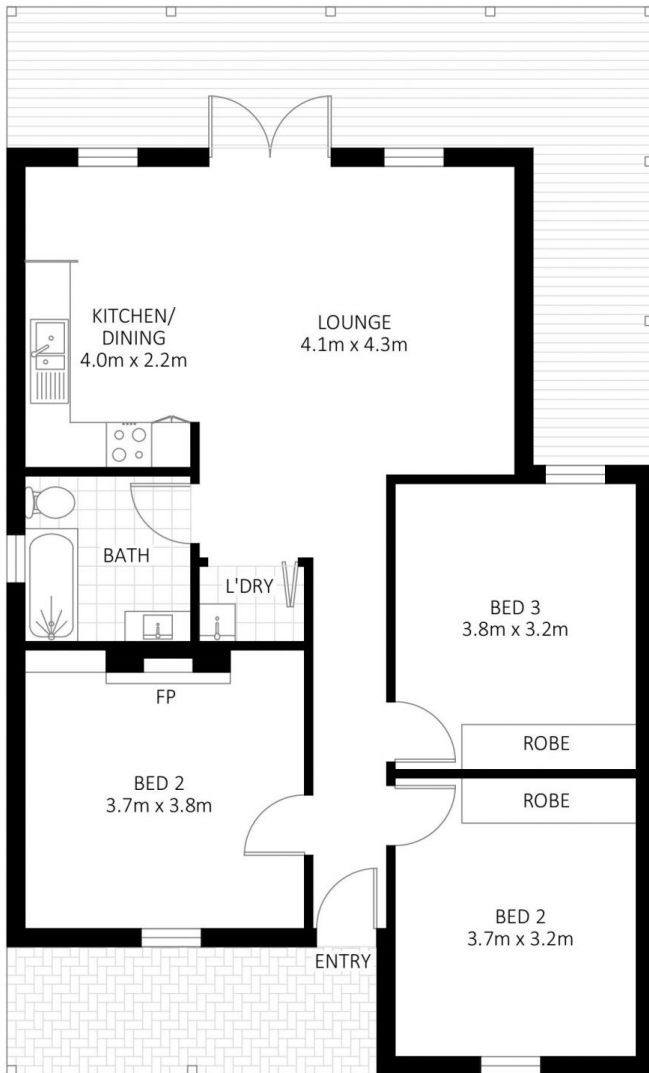 KITCHEN/
DINING
4.0m x 2.2m
LOUNGE
4.1m x 4.3m
BATH
L'DRY
BED 3
3.8m x 3.2m
FP
ROBE
BED 2
3.7m x 3.8m
ROBE
BED 2
3.7m x 3.2m
ENTRY